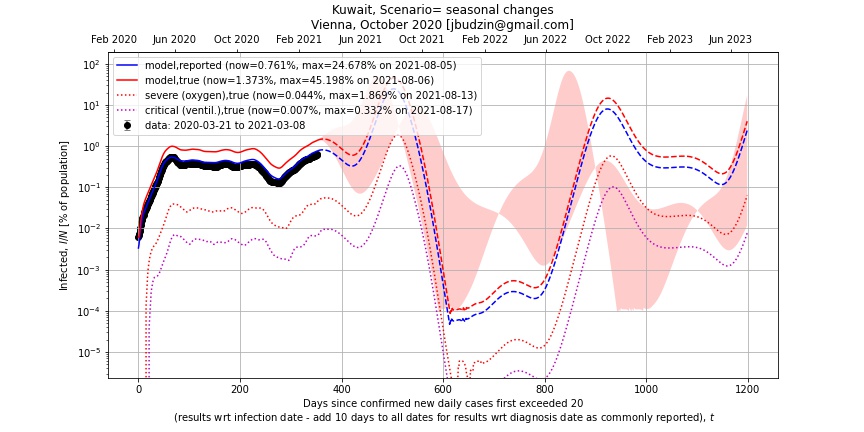 Kuwait, Scenario= seasonal changes
Vienna, October 2020 [jbudzin@gmail.com]
Feb 2020 Jun 2020 Oct 2020 Feb 2021 Jun 2021 Oct 2021 Feb 2022 Jun 2022 Oct 2022 Feb 2023 Jun 2023
model,reported (now=0.761%, max=24.678% on 2021-08-05)
model,true (now=1.373%, max=45.198% on 2021-08-06)
severe (oxygen),true (now=0.044%, max=1.869% on 2021-08-13)
critical (ventil.),true (now=0.007%, max=0.332% on 2021-08-17)
data: 2020-03-21 to 2021-03-08
Infected, I/N [% of population]
10²
10¹
10⁰
10⁻¹
10⁻²
10⁻³
10⁻⁴
10⁻⁵
0 200 400 600 800 1000 1200
Days since confirmed new daily cases first exceeded 20
(results wrt infection date - add 10 days to all dates for results wrt diagnosis date as commonly reported), t